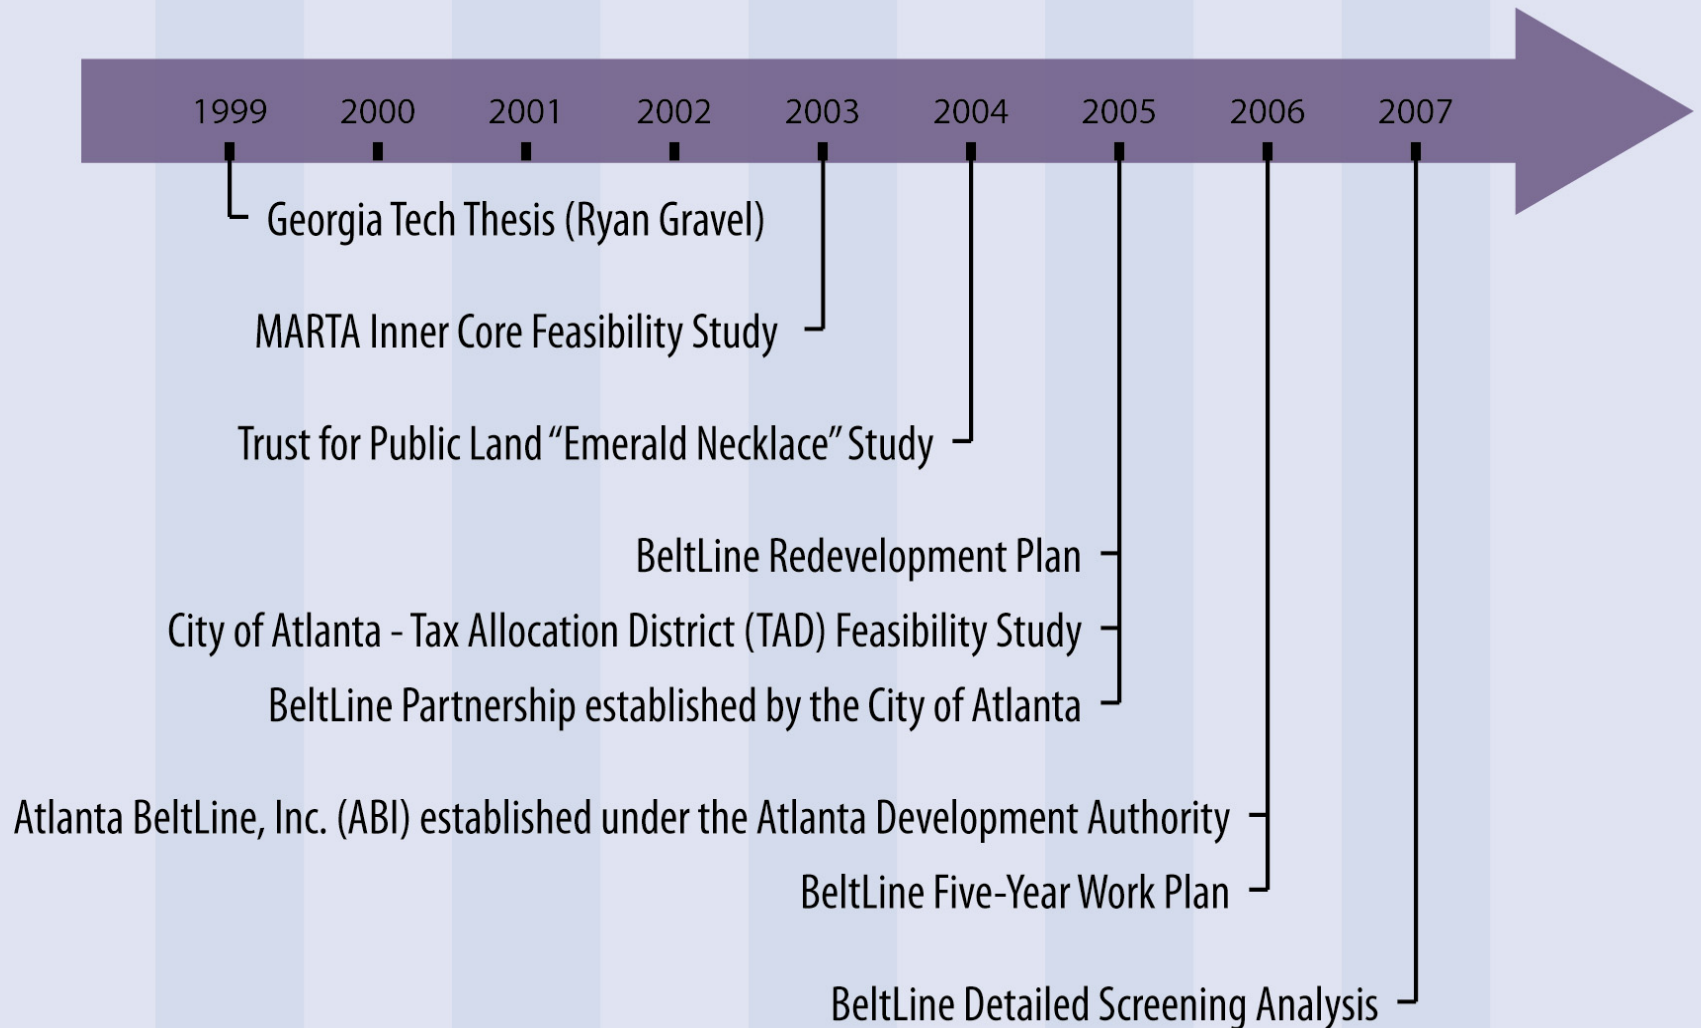 1999 2000 2001 2002 2003 2004 2005 2006 2007
Georgia Tech Thesis (Ryan Gravel)
MARTA Inner Core Feasibility Study
Trust for Public Land “Emerald Necklace” Study
BeltLine Redevelopment Plan
City of Atlanta - Tax Allocation District (TAD) Feasibility Study
BeltLine Partnership established by the City of Atlanta
Atlanta BeltLine, Inc. (ABI) established under the Atlanta Development Authority
BeltLine Five-Year Work Plan
BeltLine Detailed Screening Analysis